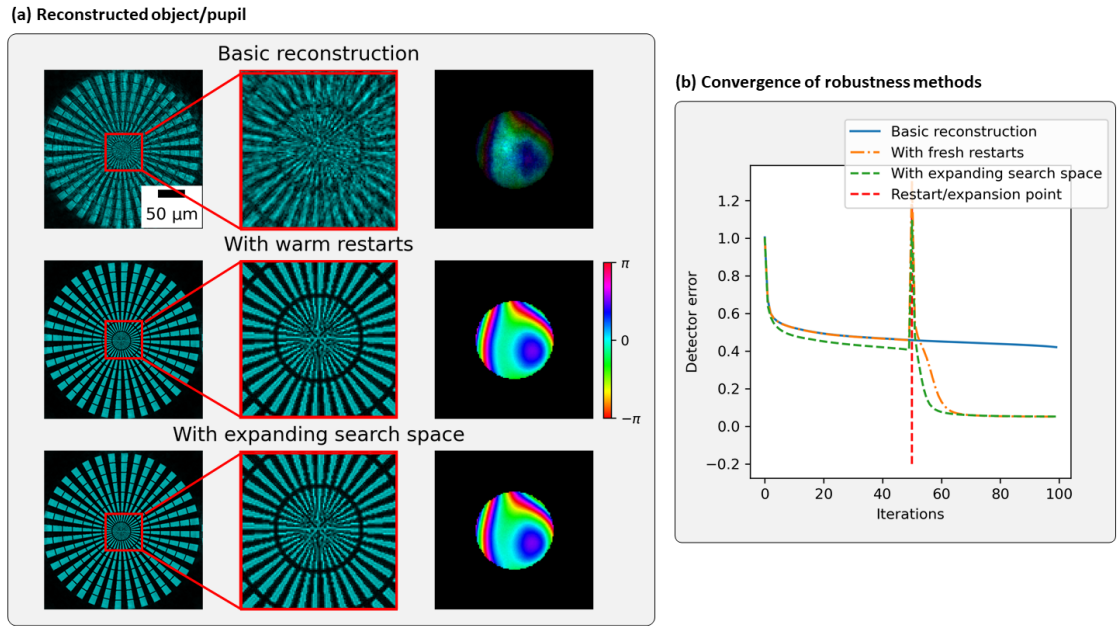 (a) Reconstructed object/pupil
Basic reconstruction
50 µm
With warm restarts
π
0
−π
With expanding search space
(b) Convergence of robustness methods
Basic reconstruction
With fresh restarts
With expanding search space
Restart/expansion point
1.2
1.0
0.8
0.6
0.4
0.2
0.0
−0.2
Detector error
0 20 40 60 80 100
Iterations